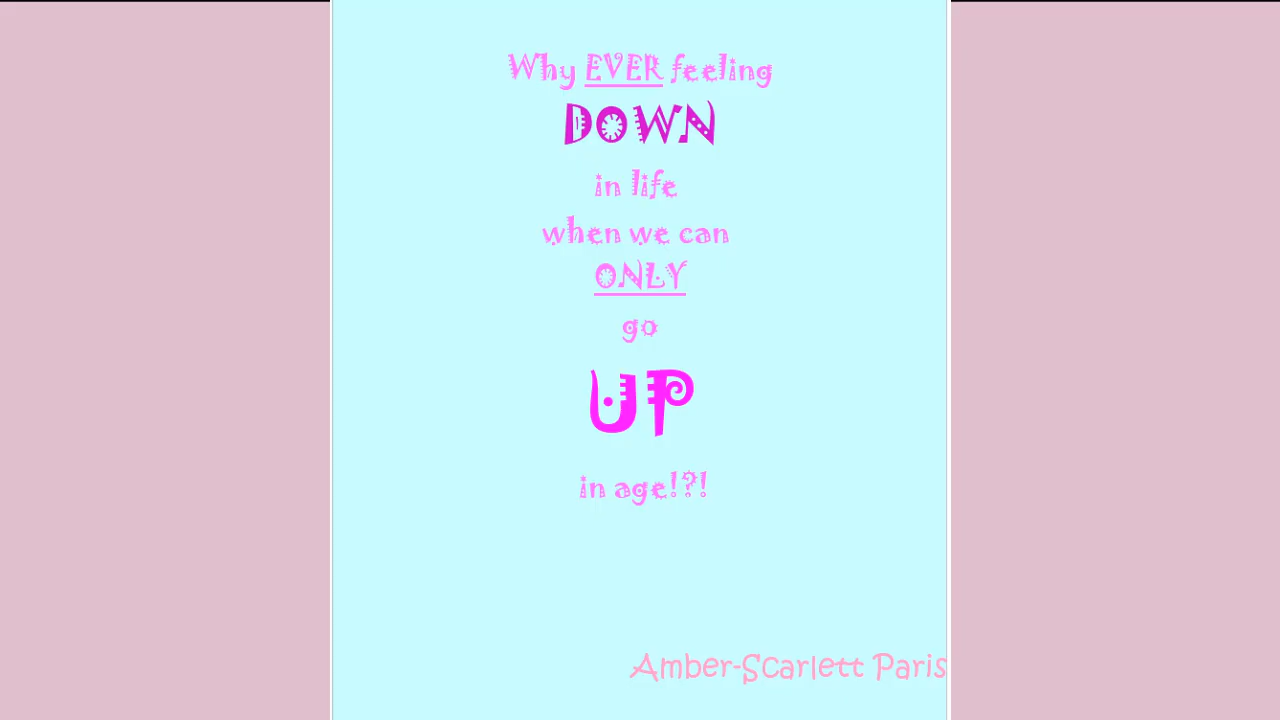 Why EVER feeling
DOWN
in life
when we can
ONLY
go
UP
in age!?!
Amber-Scarlett Paris